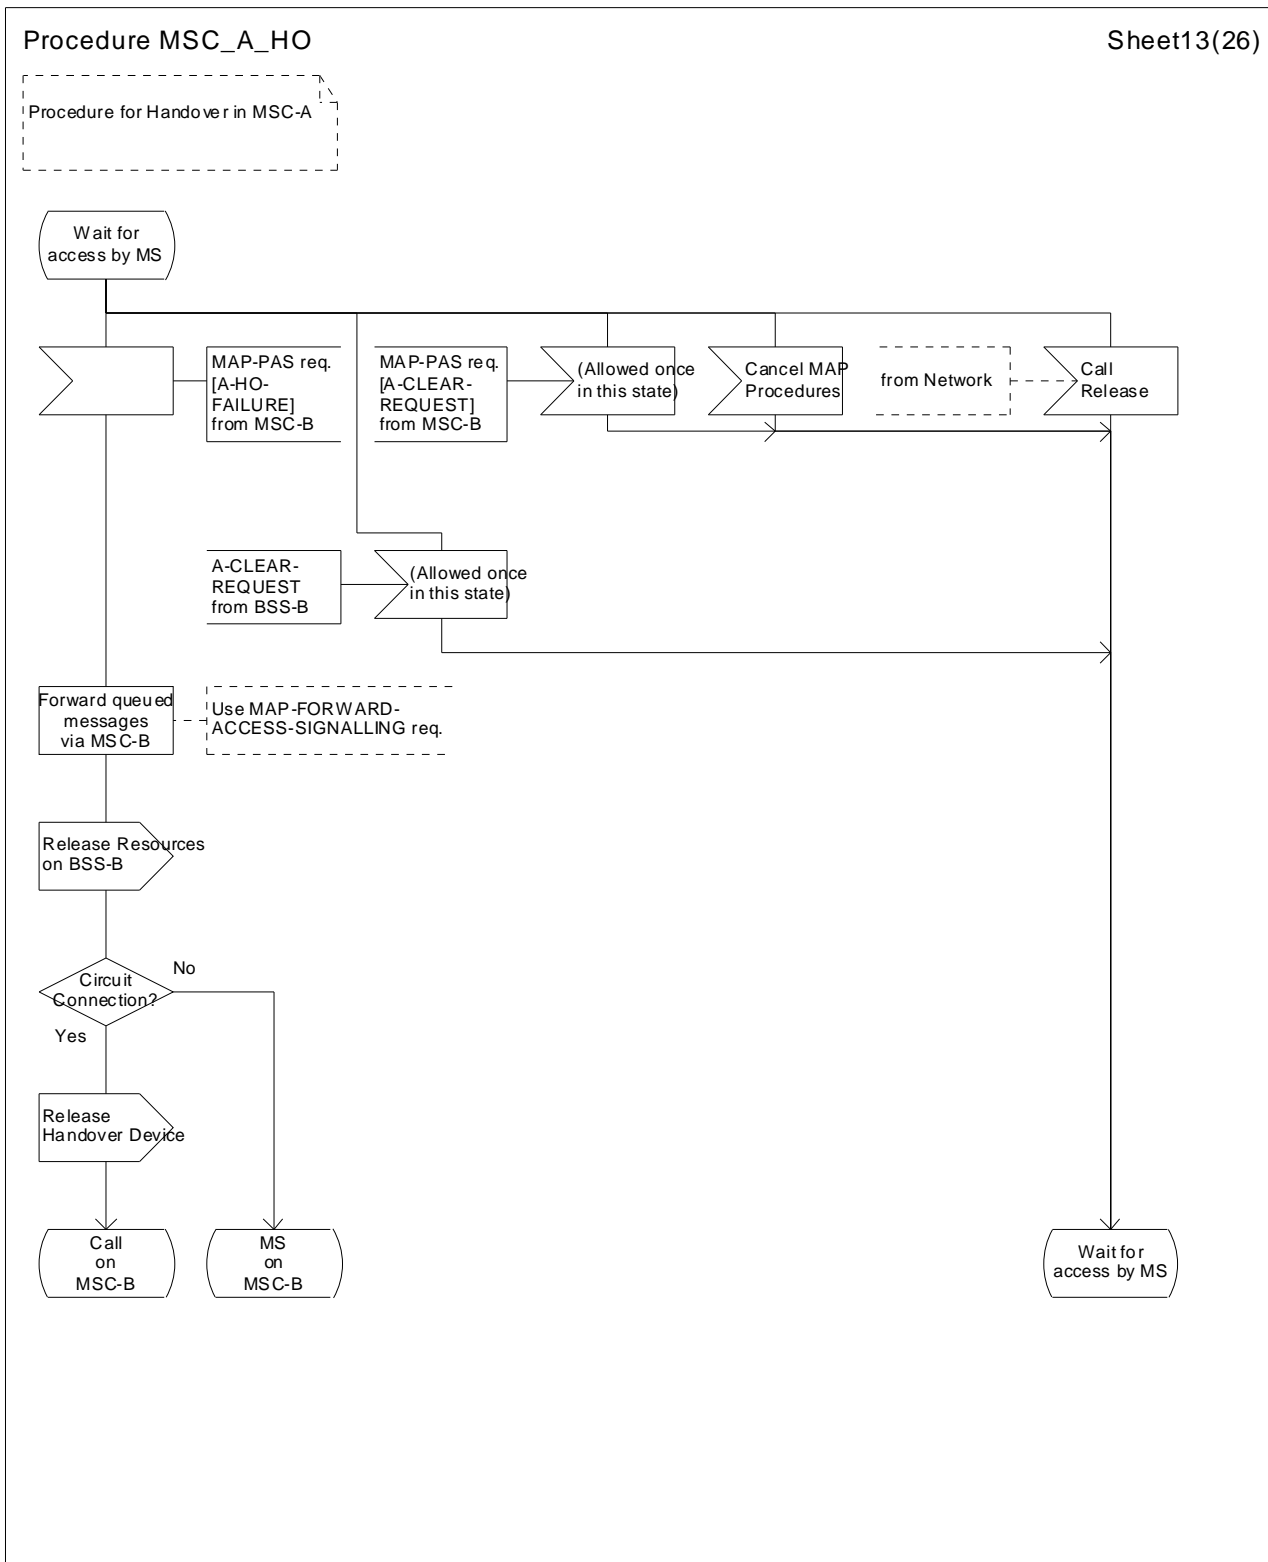 Procedure MSC_A_HO
Sheet13(26)
Procedure for Handover in MSC-A
Wait for
access by MS
MAP-PAS req.
[A-HO-
FAILURE]
from MSC-B
MAP-PAS req.
[A-CLEAR-
REQUEST]
from MSC-B
(Allowed once
in this state)
Cancel MAP
Procedures
from Network
Call
Release
A-CLEAR-
REQUEST
from BSS-B
(Allowed once
in this state)
Forward queued
messages
via MSC-B
Use MAP-FORWARD-
ACCESS-SIGNALLING req.
Release Resources
on BSS-B
Circuit
Connection?
No
Yes
Release
Handover Device
Call
on
MSC-B
MS
on
MSC-B
Wait for
access by MS